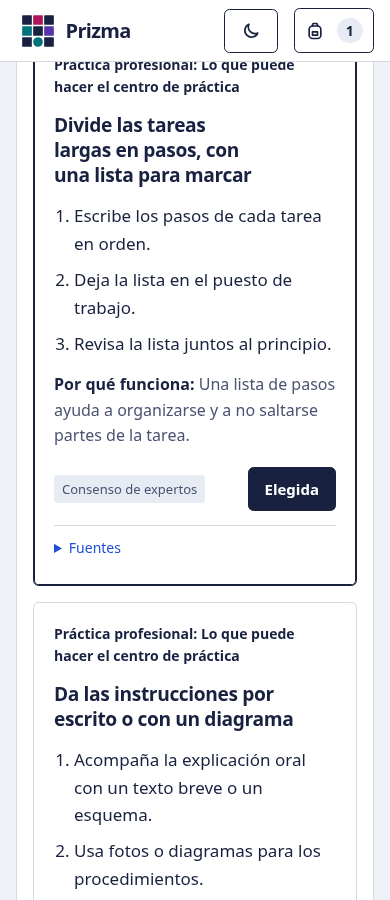 Prizma
1
Práctica profesional: Lo que puede
hacer el centro de práctica
Divide las tareas
largas en pasos, con
una lista para marcar
1. Escribe los pasos de cada tarea
en orden.
2. Deja la lista en el puesto de
trabajo.
3. Revisa la lista juntos al principio.
Por qué funciona: Una lista de pasos
ayuda a organizarse y a no saltarse
partes de la tarea.
Consenso de expertos
Elegida
Fuentes
Práctica profesional: Lo que puede
hacer el centro de práctica
Da las instrucciones por
escrito o con un diagrama
1. Acompaña la explicación oral
con un texto breve o un
esquema.
2. Usa fotos o diagramas para los
procedimientos.